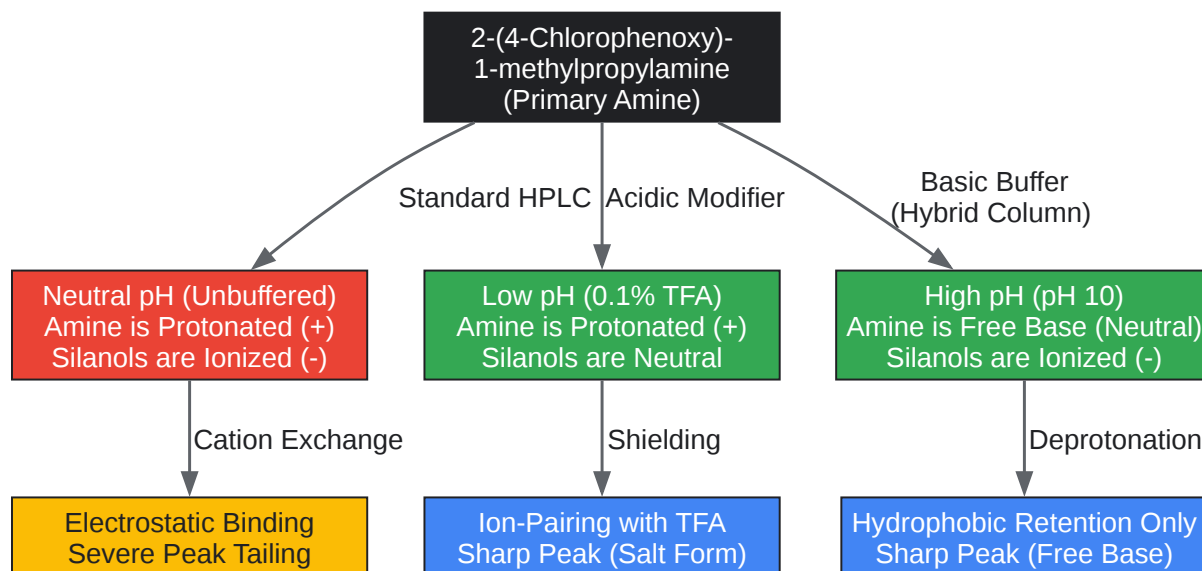 2-(4-Chlorophenoxy)-
1-methylpropylamine
(Primary Amine)
Standard HPLC
Acidic Modifier
Basic Buffer
(Hybrid Column)
Neutral pH (Unbuffered)
Amine is Protonated (+)
Silanols are Ionized (-)
Low pH (0.1% TFA)
Amine is Protonated (+)
Silanols are Neutral
High pH (pH 10)
Amine is Free Base (Neutral)
Silanols are Ionized (-)
Cation Exchange
Shielding
Deprotonation
Electrostatic Binding
Severe Peak Tailing
Ion-Pairing with TFA
Sharp Peak (Salt Form)
Hydrophobic Retention Only
Sharp Peak (Free Base)